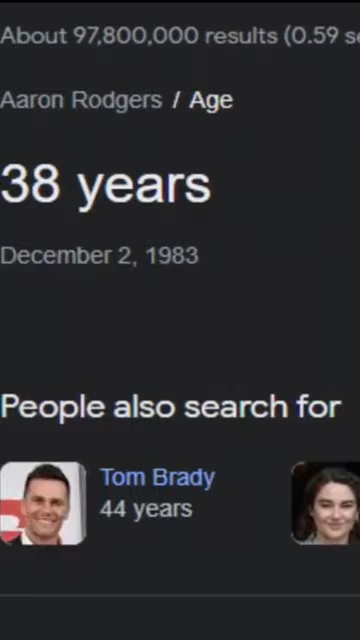 About 97,800,000 results (0.59 se
Aaron Rodgers / Age
38 years
December 2, 1983
People also search for
Tom Brady
44 years